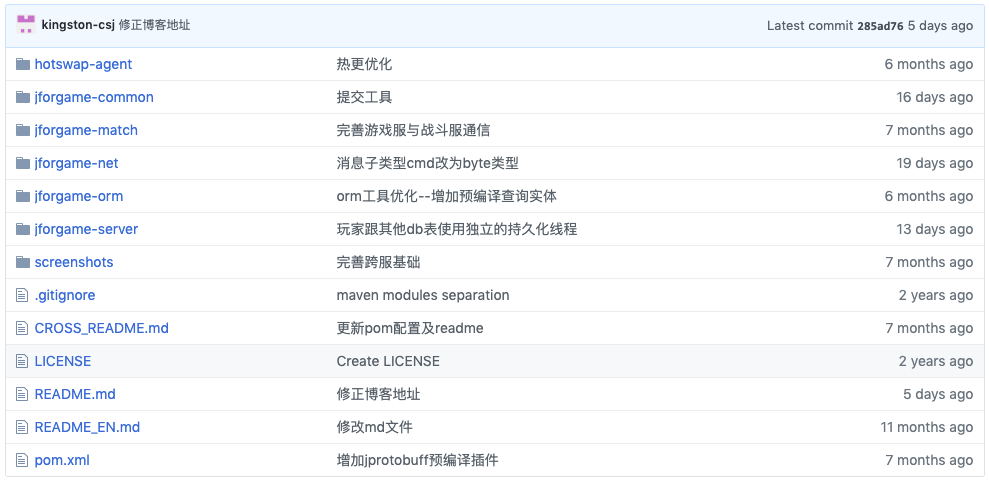 kingston-csj 修正博客地址 Latest commit 285ad76 5 days ago
hotswap-agent 热更优化 6 months ago
jforgame-common 提交工具 16 days ago
jforgame-match 完善游戏服与战斗服通信 7 months ago
jforgame-net 消息子类型cmd改为byte类型 19 days ago
jforgame-orm orm工具优化--增加预编译查询实体 6 months ago
jforgame-server 玩家跟其他db表使用独立的持久化线程 13 days ago
screenshots 完善跨服基础 7 months ago
.gitignore maven modules separation 2 years ago
CROSS_README.md 更新pom配置及readme 7 months ago
LICENSE Create LICENSE 2 years ago
README.md 修正博客地址 5 days ago
README_EN.md 修改md文件 11 months ago
pom.xml 增加jprotobuff预编译插件 7 months ago